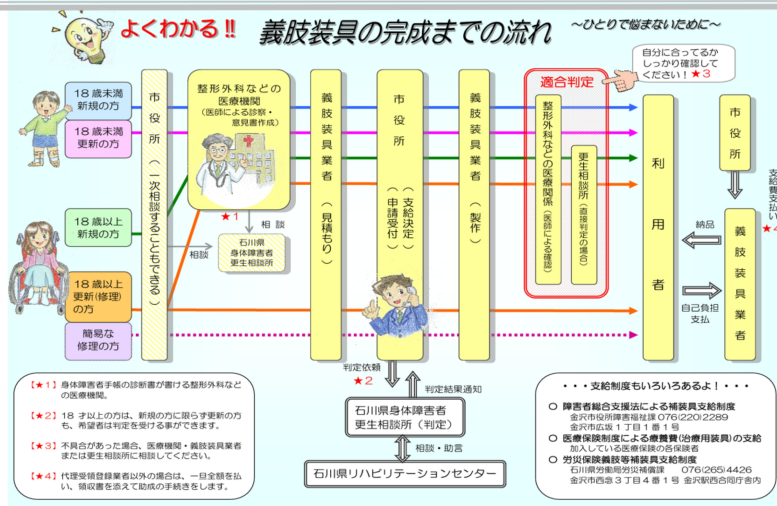 よくわかる!!
義肢装具の完成までの流れ
～ひとりで悩まないために～
自分に合ってるか
しっかり確認して
ください！★3
18歳未満
新規の方
18歳未満
更新の方
18歳以上
新規の方
18歳以上
更新(修理)
の方
簡易な
修理の方
市役所（一次相談することもできる）
整形外科などの
医療機関
（医師による診察・
意見書作成）
★1
相談
相談
石川県
身体障害者
更生相談所
義肢装具業者（見積もり）
市役所
（支給決定）
（申請受付）
義肢装具業者（製作）
適合判定
整形外科などの医療関係（医師による確認）
更生相談所（直接判定の場合）
利用者
市役所
支給費支払い
★4
納品
義肢装具業者
自己負担
支払
判定依頼
★2
判定結果通知
石川県身体障害者
更生相談所（判定）
相談・助言
石川県リハビリテーションセンター
【★1】身体障害者手帳の診断書が書ける整形外科など
の医療機関。
【★2】18 才以上の方は、新規の方に限らず更新の方
も、希望者は判定を受ける事ができます。
【★3】不具合があった場合、医療機関・義肢装具業者
または更生相談所に相談してください。
【★4】代理受領登録業者以外の場合は、一旦全額を払
い、領収書を添えて助成の手続きをします。
・・・支給制度もいろいろあるよ！・・・
○ 障害者総合支援法による補装具支給制度
金沢市役所障害福祉課 076(220)2289
金沢市広坂1丁目1番1号
○ 医療保険制度による療養費(治療用装具)の支給
加入している医療保険の各保険者
○ 労災保険義肢等補装具支給制度
石川県労働局労災補償課 076(265)4426
金沢市西念3丁目4番1号 金沢駅西合同庁舎内